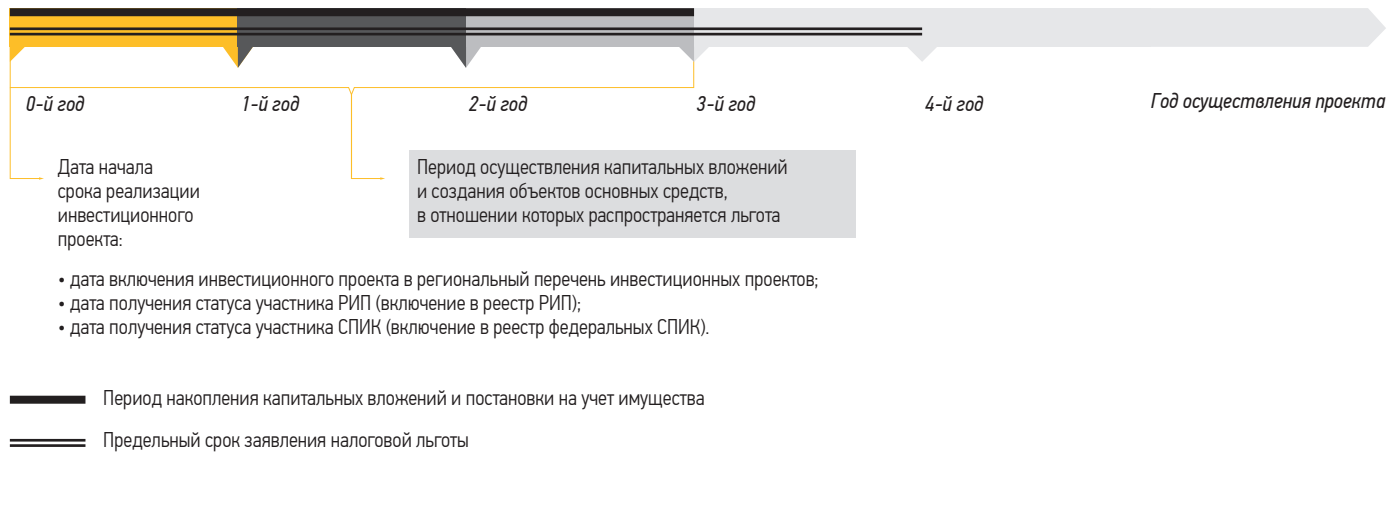 0-й год
1-й год
2-й год
3-й год
4-й год
Год осуществления проекта
Дата начала
срока реализации
инвестиционного
проекта:
Период осуществления капитальных вложений
и создания объектов основных средств,
в отношении которых распространяется льгота
• дата включения инвестиционного проекта в региональный перечень инвестиционных проектов;
• дата получения статуса участника РИП (включение в реестр РИП);
• дата получения статуса участника СПИК (включение в реестр федеральных СПИК).
Период накопления капитальных вложений и постановки на учет имущества
Предельный срок заявления налоговой льготы